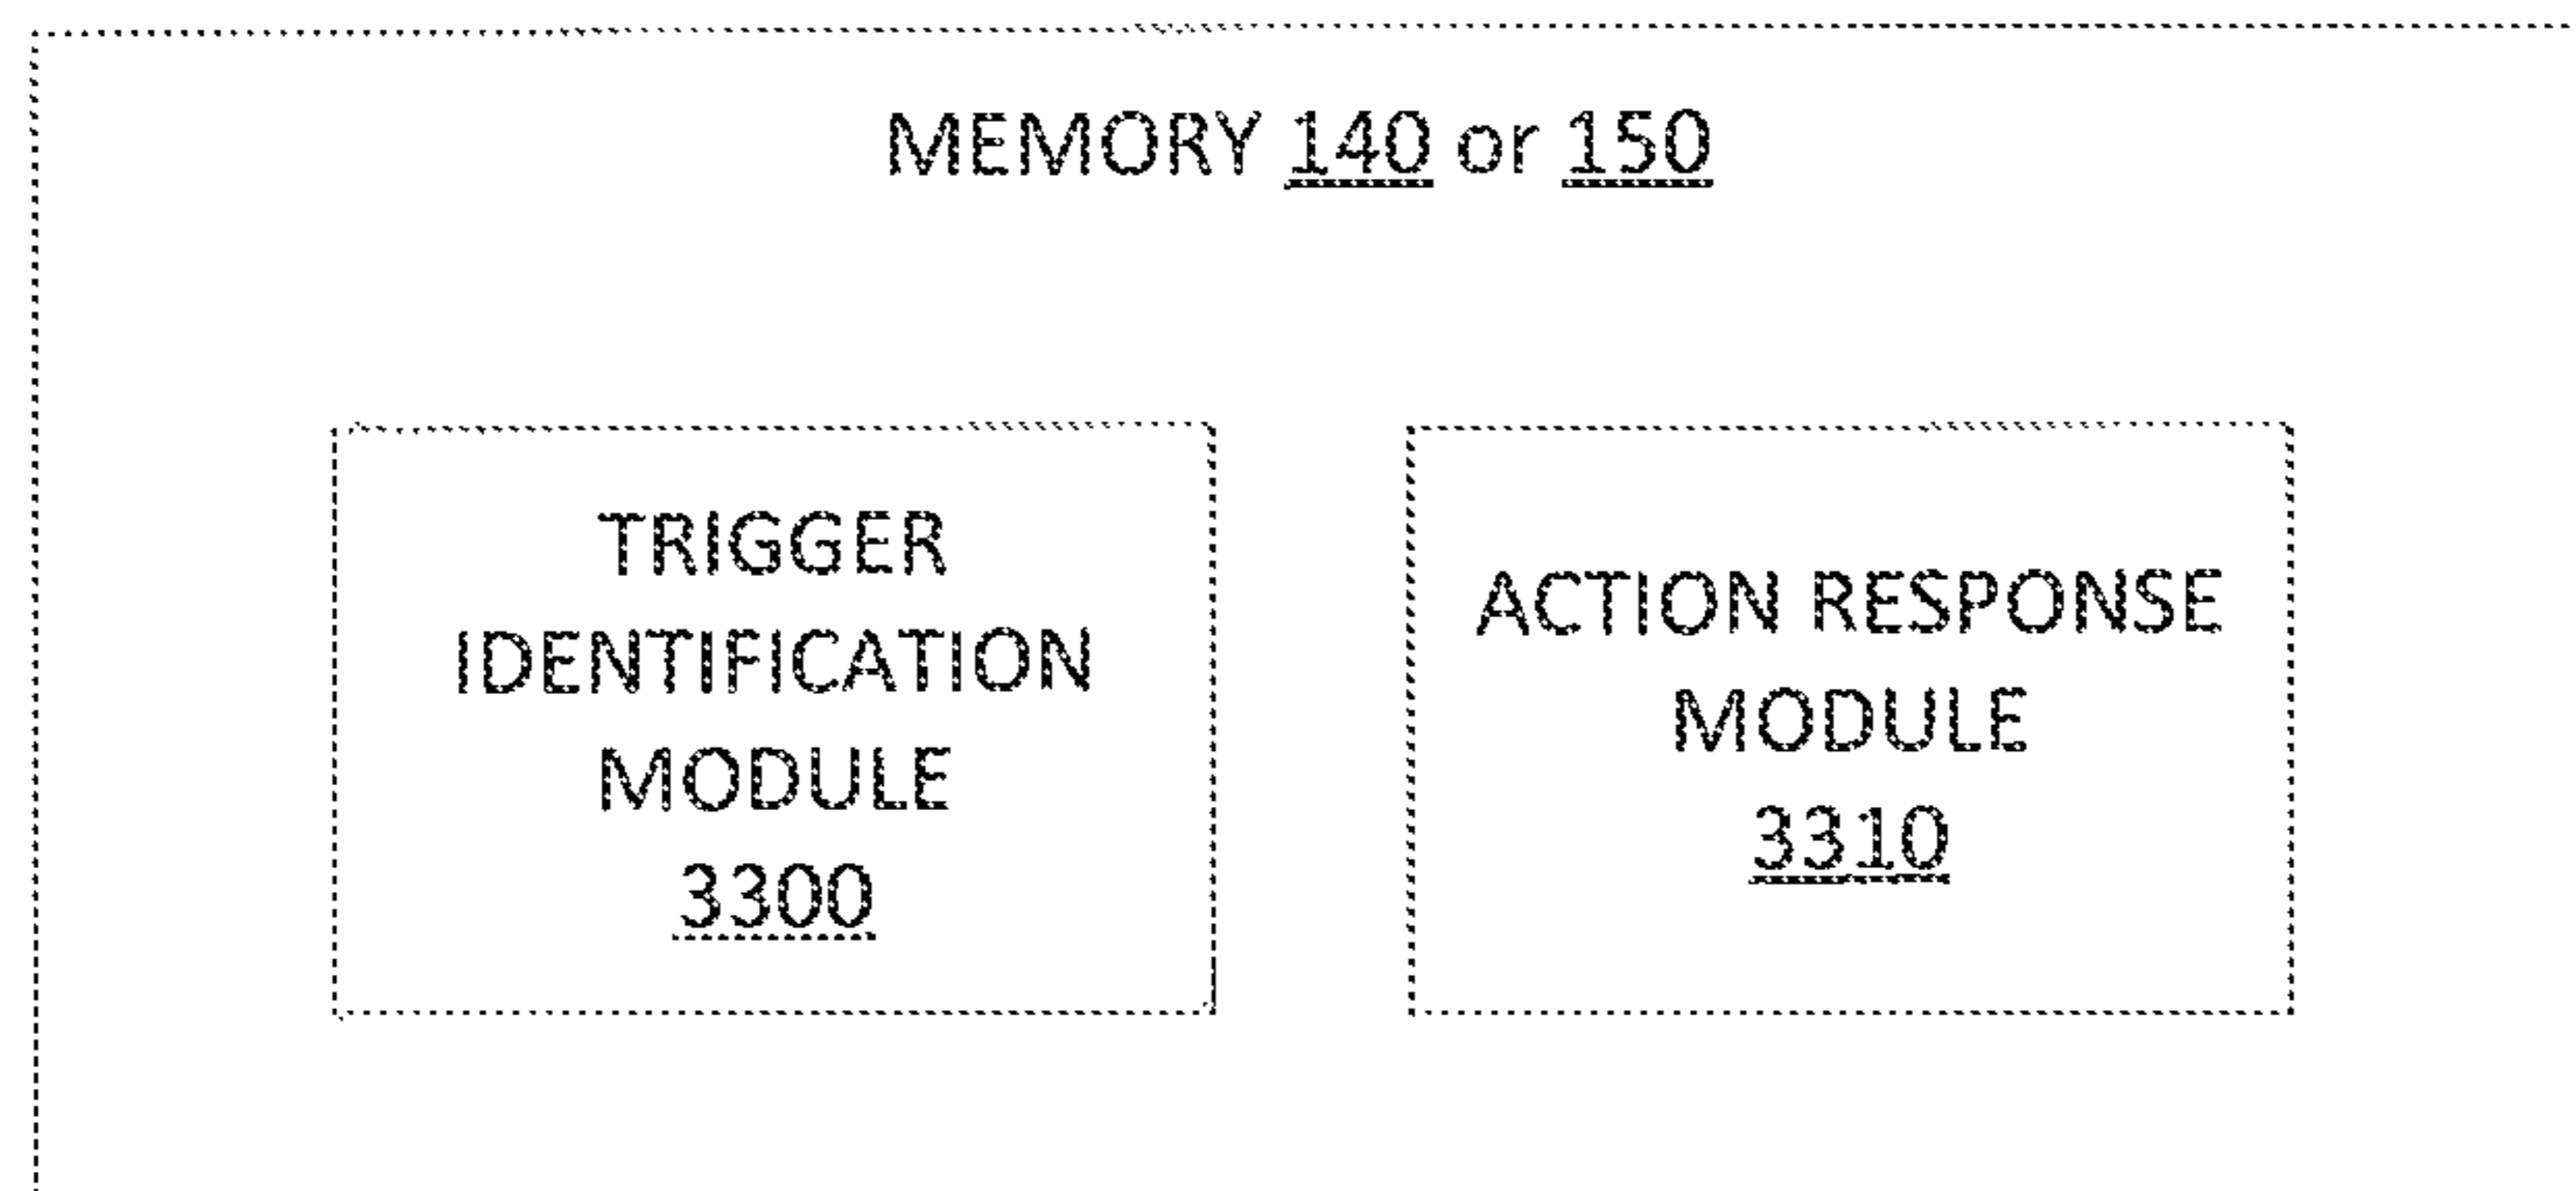 MEMORY 140 or 150
TRIGGER
IDENTIFICATION
MODULE
3300
ACTION RESPONSE
MODULE
3310